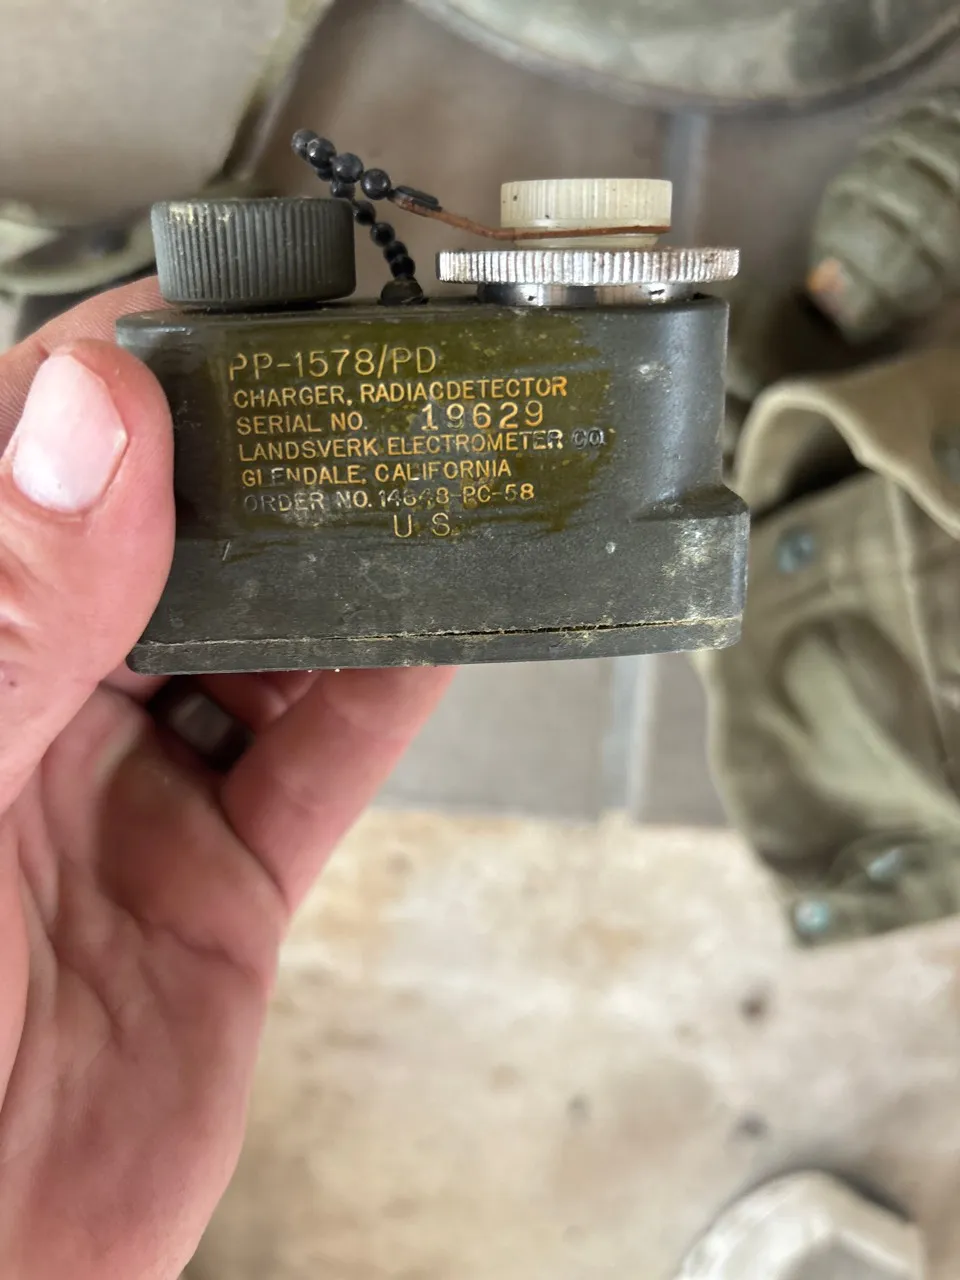 PP-1578/PD
CHARGER, RADIACDETECTOR
SERIAL NO. 19629
LANDSVERK ELECTROMETER CO.
GLENDALE, CALIFORNIA
ORDER NO. 14648-PC-58
U.S.